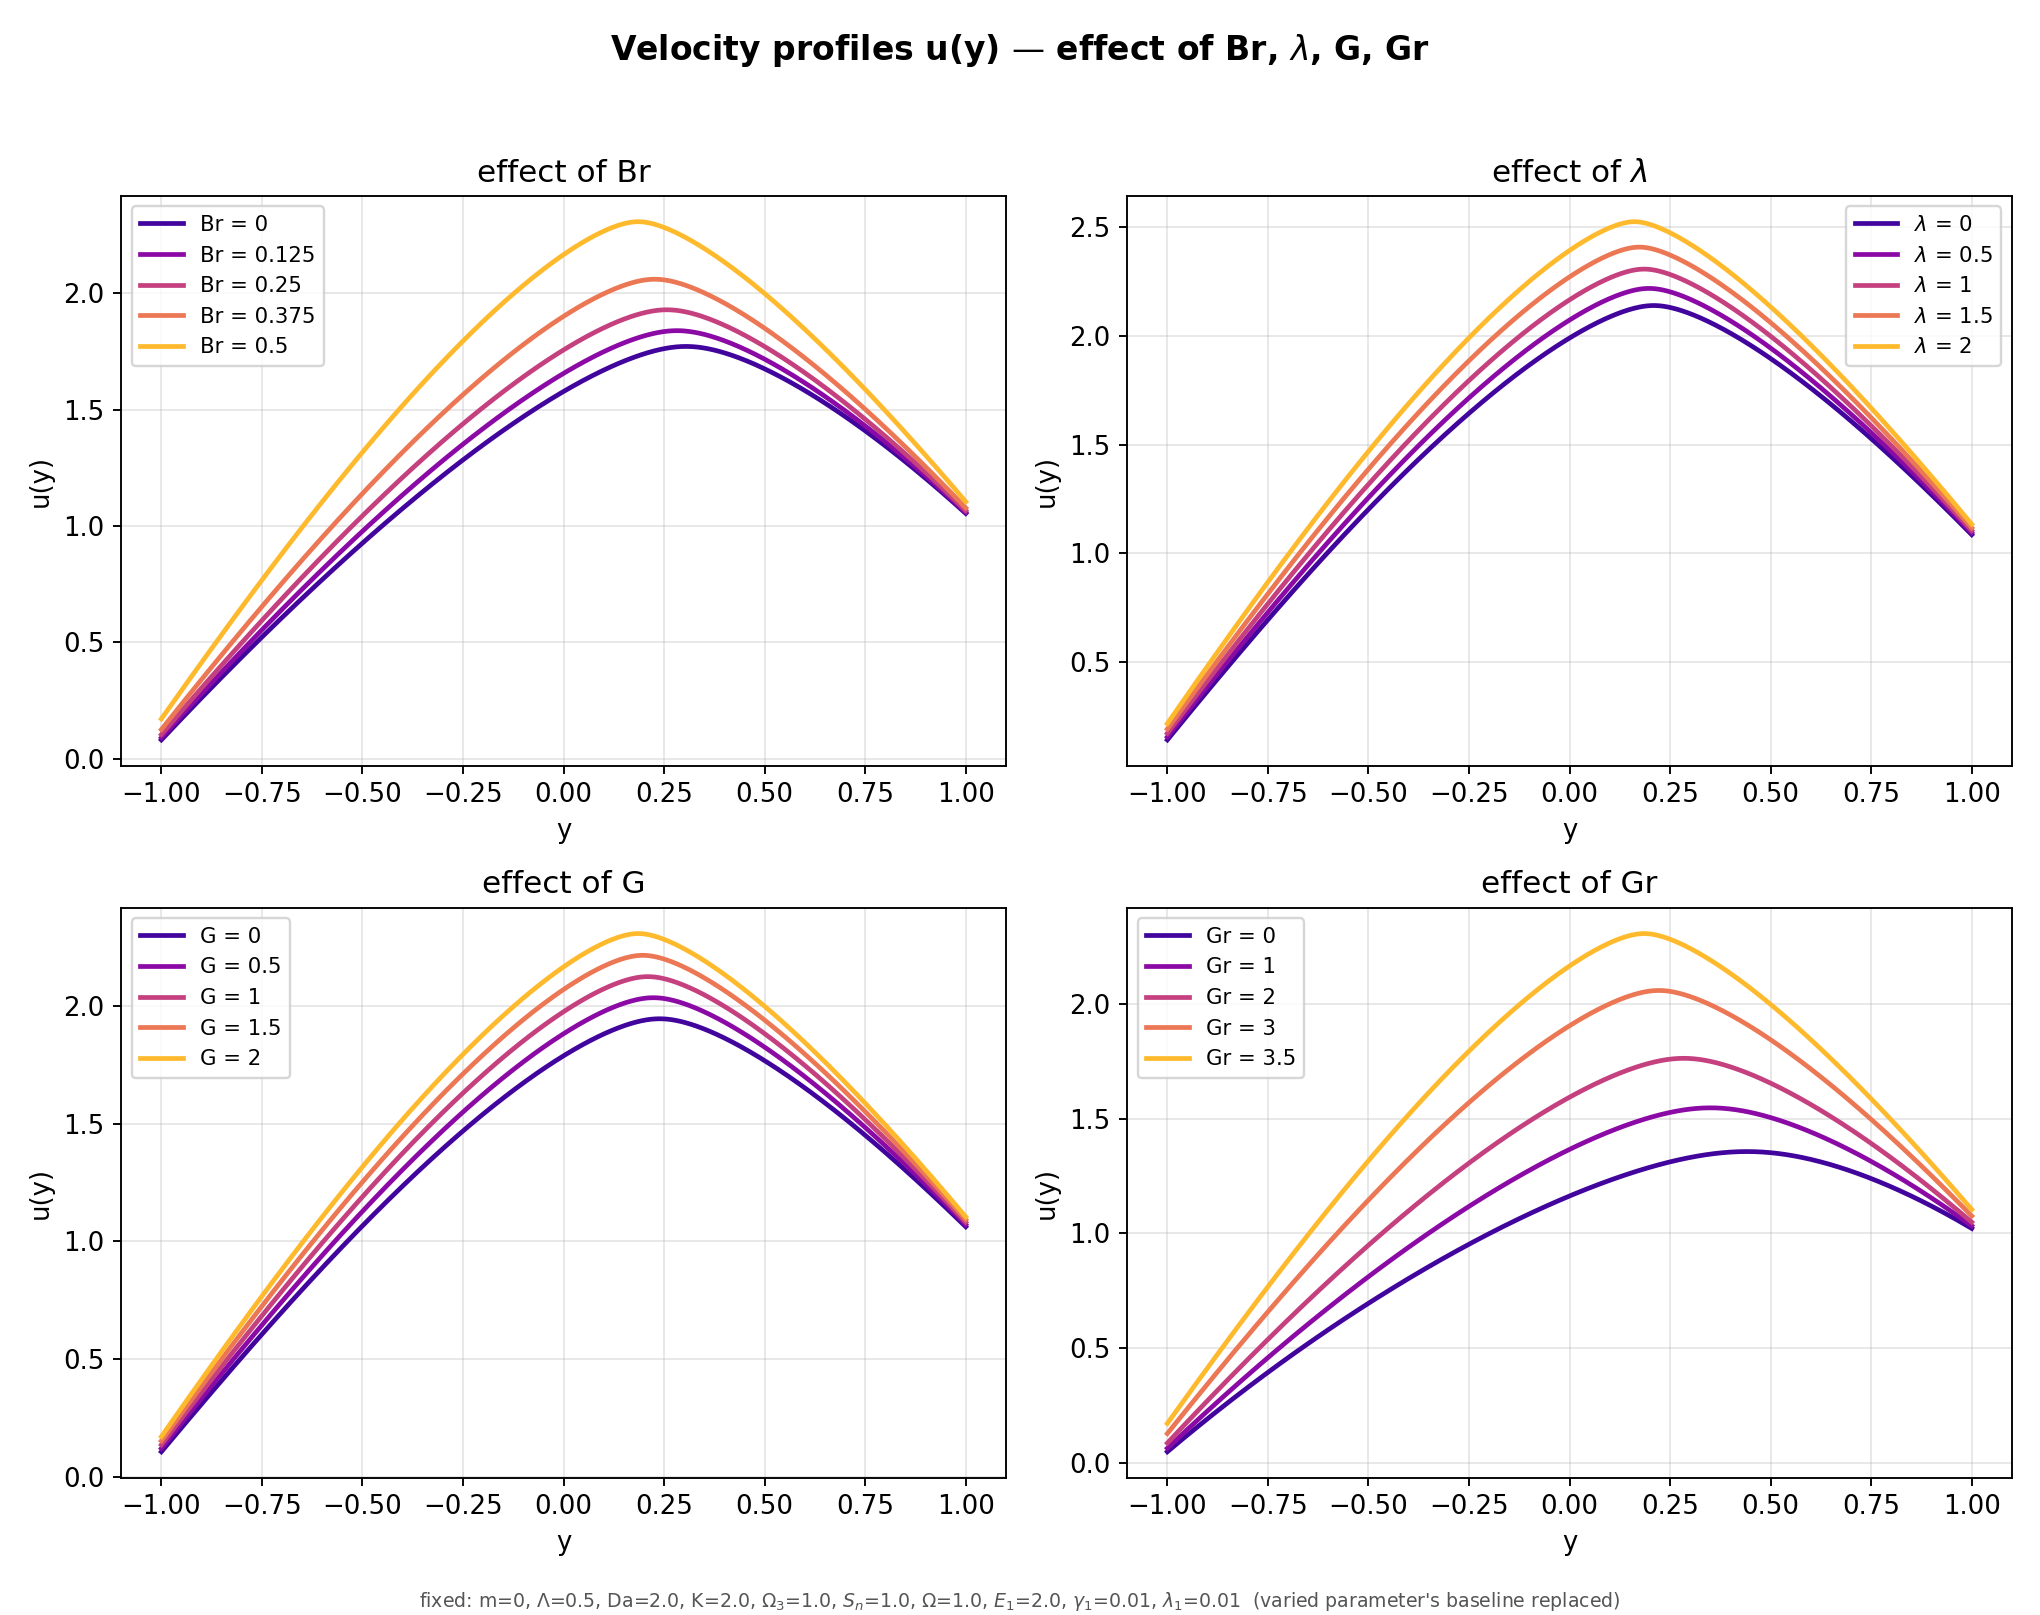 Velocity profiles u(y) — effect of Br, λ, G, Gr
effect of Br
Br = 0
Br = 0.125
Br = 0.25
Br = 0.375
Br = 0.5
2.0
1.5
1.0
0.5
0.0
u(y)
−1.00 −0.75 −0.50 −0.25 0.00 0.25 0.50 0.75 1.00
y
effect of λ
λ = 0
λ = 0.5
λ = 1
λ = 1.5
λ = 2
2.5
2.0
1.5
1.0
0.5
u(y)
−1.00 −0.75 −0.50 −0.25 0.00 0.25 0.50 0.75 1.00
y
effect of G
G = 0
G = 0.5
G = 1
G = 1.5
G = 2
2.0
1.5
1.0
0.5
0.0
u(y)
−1.00 −0.75 −0.50 −0.25 0.00 0.25 0.50 0.75 1.00
y
effect of Gr
Gr = 0
Gr = 1
Gr = 2
Gr = 3
Gr = 3.5
2.0
1.5
1.0
0.5
0.0
u(y)
−1.00 −0.75 −0.50 −0.25 0.00 0.25 0.50 0.75 1.00
y
fixed: m=0, Λ=0.5, Da=2.0, K=2.0, Ω₃=1.0, Sₙ=1.0, Ω=1.0, E₁=2.0, γ₁=0.01, λ₁=0.01 (varied parameter's baseline replaced)